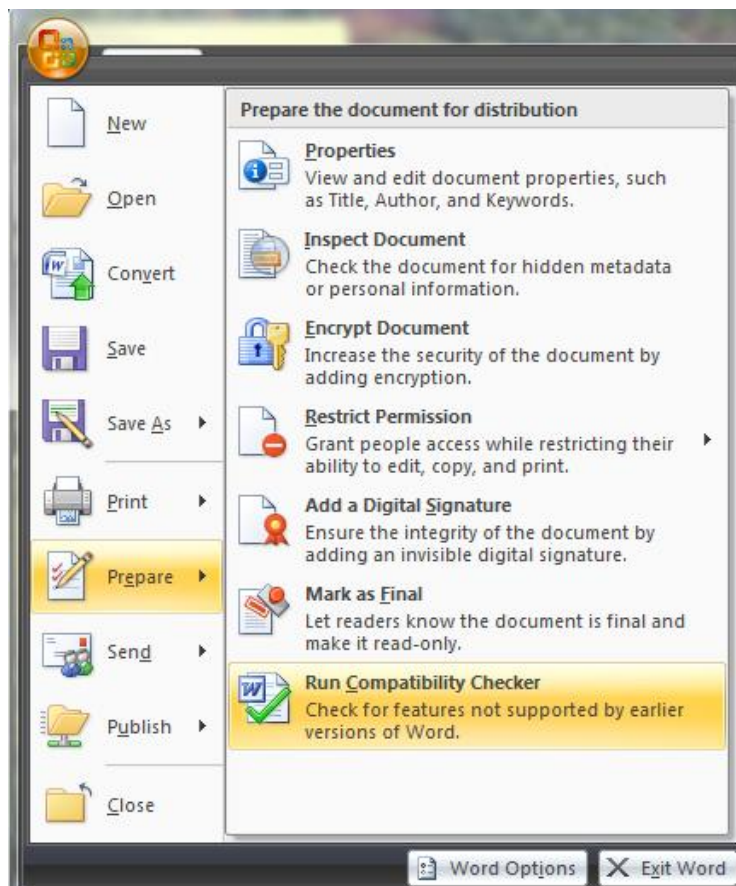 New
Open
Convert
Save
Save As
Print
Prepare
Send
Publish
Close
Prepare the document for distribution
Properties
View and edit document properties, such
as Title, Author, and Keywords.
Inspect Document
Check the document for hidden metadata
or personal information.
Encrypt Document
Increase the security of the document by
adding encryption.
Restrict Permission
Grant people access while restricting their
ability to edit, copy, and print.
Add a Digital Signature
Ensure the integrity of the document by
adding an invisible digital signature.
Mark as Final
Let readers know the document is final and
make it read-only.
Run Compatibility Checker
Check for features not supported by earlier
versions of Word.
Word Options
Exit Word